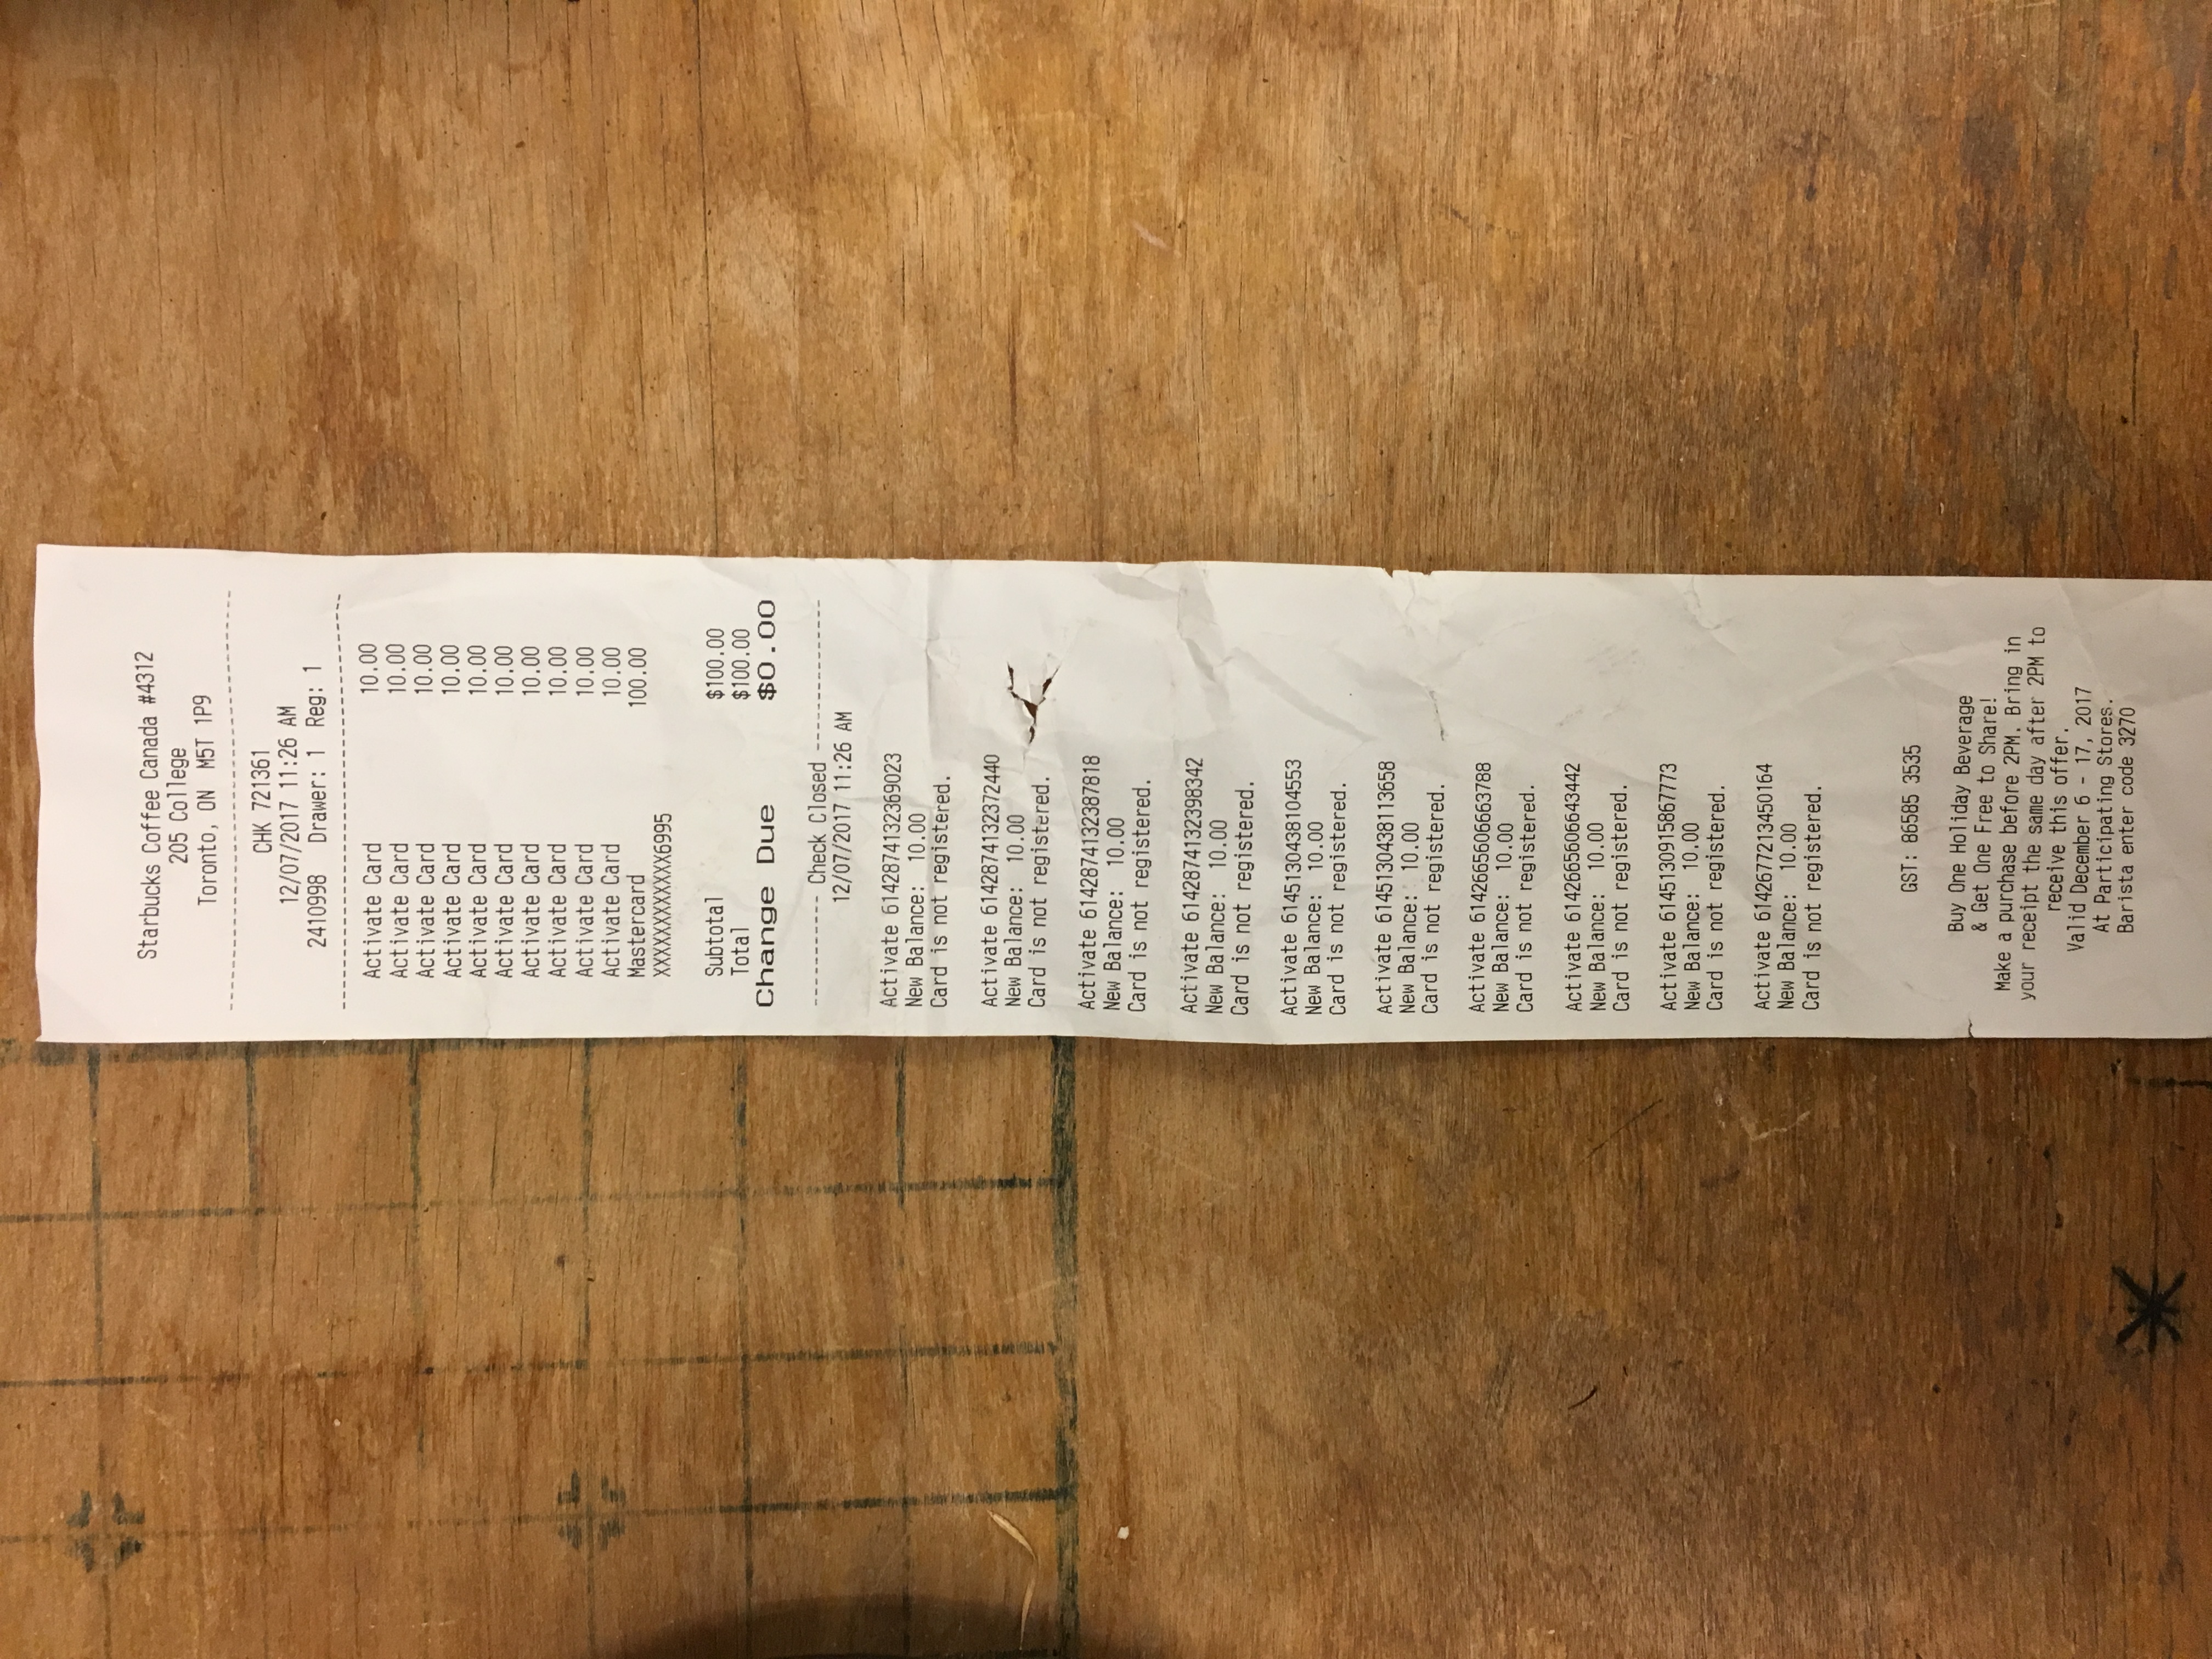 Starbucks Coffee Canada #4312
205 College
Toronto, ON M5T 1P9
--------------------------------------------
CHK 721361
12/07/2017 11:26 AM
2410998 Drawer: 1 Reg: 1
--------------------------------------------
Activate Card 10.00
Activate Card 10.00
Activate Card 10.00
Activate Card 10.00
Activate Card 10.00
Activate Card 10.00
Activate Card 10.00
Activate Card 10.00
Activate Card 10.00
Activate Card 10.00
Mastercard 100.00
XXXXXXXXXXXX6995
Subtotal $100.00
Total $100.00
Change Due $0.00
----------- Check Closed ---------------
12/07/2017 11:26 AM
Activate 6142874132369023
New Balance: 10.00
Card is not registered.
Activate 6142874132372440
New Balance: 10.00
Card is not registered.
Activate 6142874132387818
New Balance: 10.00
Card is not registered.
Activate 6142874132398342
New Balance: 10.00
Card is not registered.
Activate 6145130438104553
New Balance: 10.00
Card is not registered.
Activate 6145130438113658
New Balance: 10.00
Card is not registered.
Activate 6142665606663788
New Balance: 10.00
Card is not registered.
Activate 6142665606643442
New Balance: 10.00
Card is not registered.
Activate 6145130915867773
New Balance: 10.00
Card is not registered.
Activate 6142677213450164
New Balance: 10.00
Card is not registered.
GST: 86585 3535
Buy One Holiday Beverage
& Get One Free to Share!
Make a purchase before 2PM. Bring in
your receipt the same day after 2PM to
receive this offer.
Valid December 6 - 17, 2017
At Participating Stores.
Barista enter code 3270